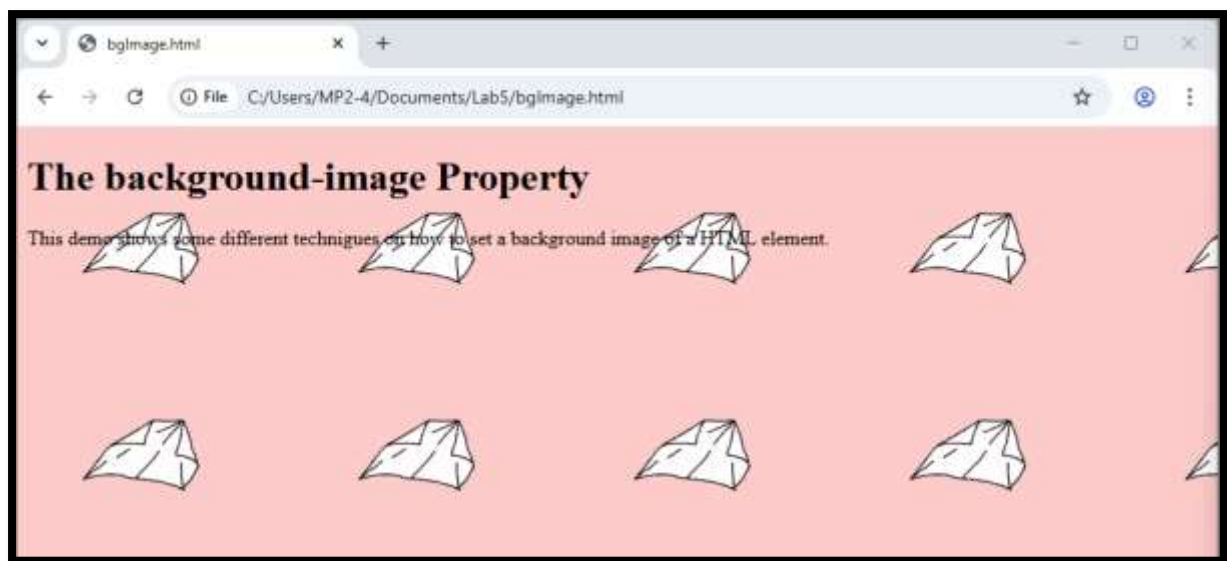 bgImage.html
File C:/Users/MP2-4/Documents/Lab5/bgImage.html
The background-image Property
This demo shows some different technigues on how to set a background image of a HTML element.